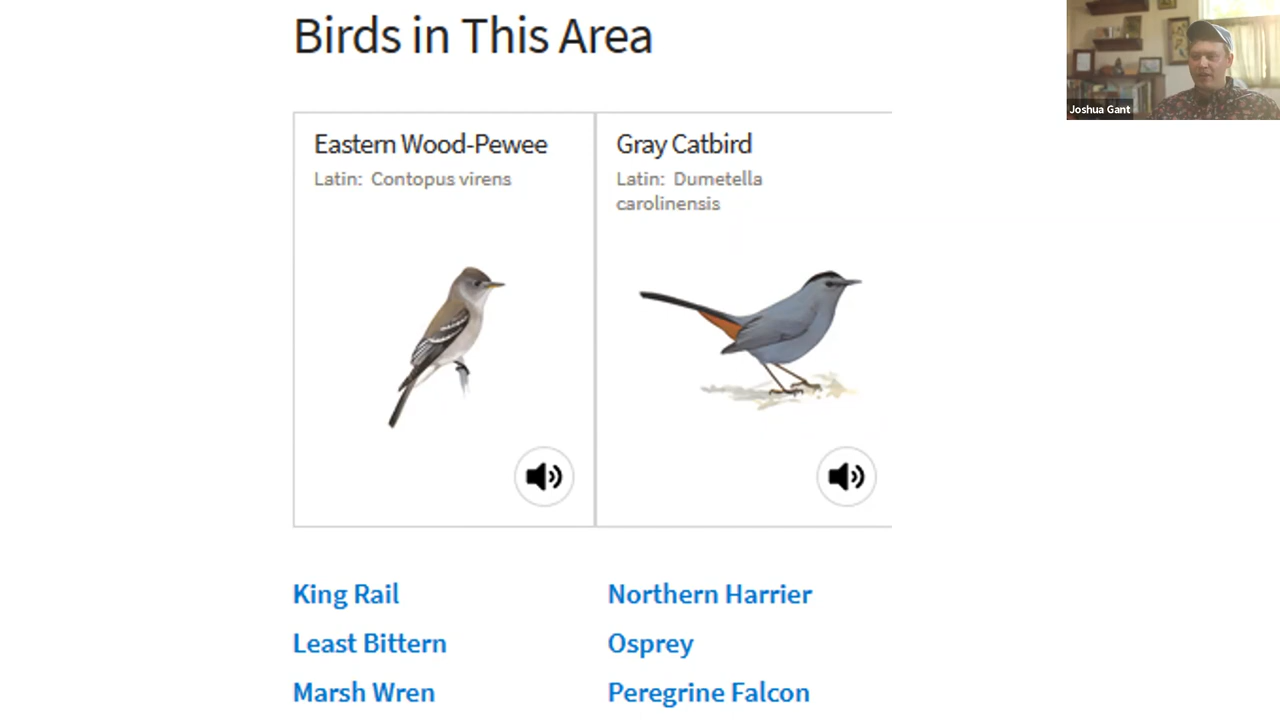 Birds in This Area
Joshua Gant
Eastern Wood-Pewee
Latin: Contopus virens
Gray Catbird
Latin: Dumetella
carolinensis
King Rail
Northern Harrier
Least Bittern
Osprey
Marsh Wren
Peregrine Falcon